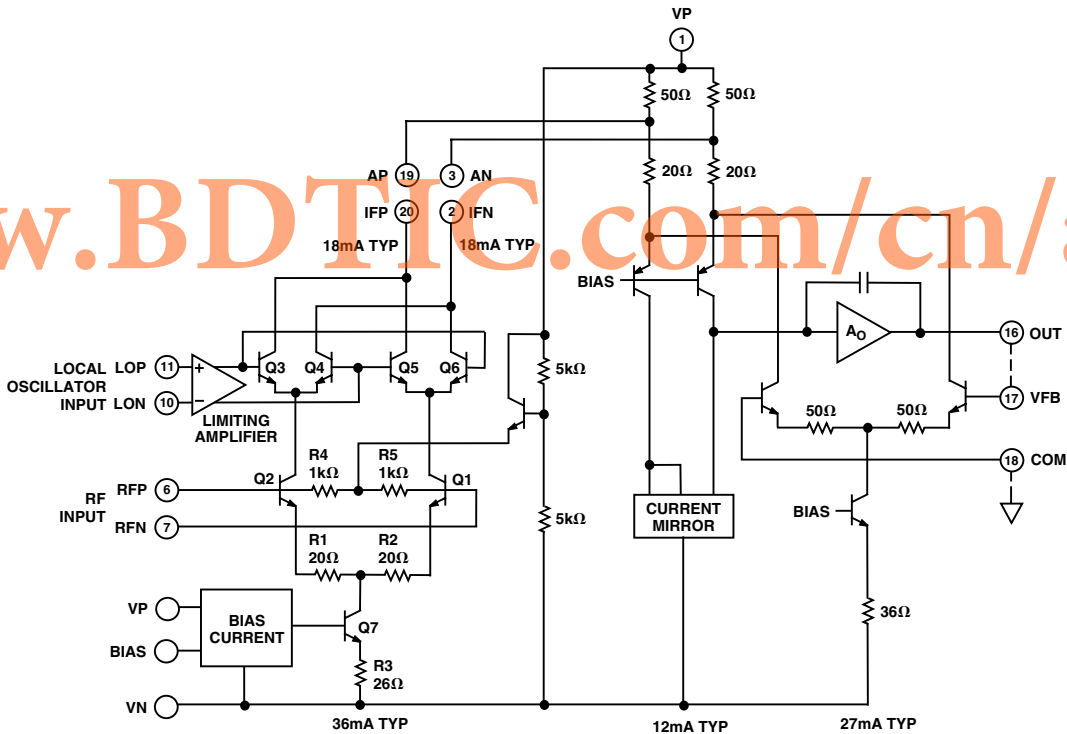 VP
1
50Ω
50Ω
20Ω
20Ω
AP 19
3 AN
IFP 20
2 IFN
18mA TYP
18mA TYP
w.BDTIC.com/cn/
BIAS
A_O
16 OUT
17 VFB
18 COM
LOCAL OSCILLATOR INPUT
LOP 11
LON 10
+
−
LIMITING AMPLIFIER
Q3
Q4
Q5
Q6
5kΩ
50Ω
50Ω
R4
1kΩ
R5
1kΩ
Q2
Q1
RF INPUT
RFP 6
RFN 7
5kΩ
CURRENT MIRROR
BIAS
R1
20Ω
R2
20Ω
VP
BIAS
BIAS CURRENT
Q7
36Ω
R3
26Ω
VN
36mA TYP
12mA TYP
27mA TYP